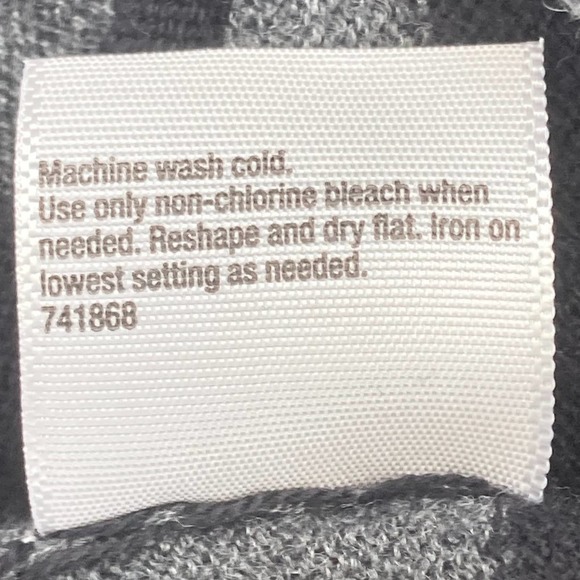 Machine wash cold.
Use only non-chlorine bleach when
needed. Reshape and dry flat. Iron on
lowest setting as needed.
741868